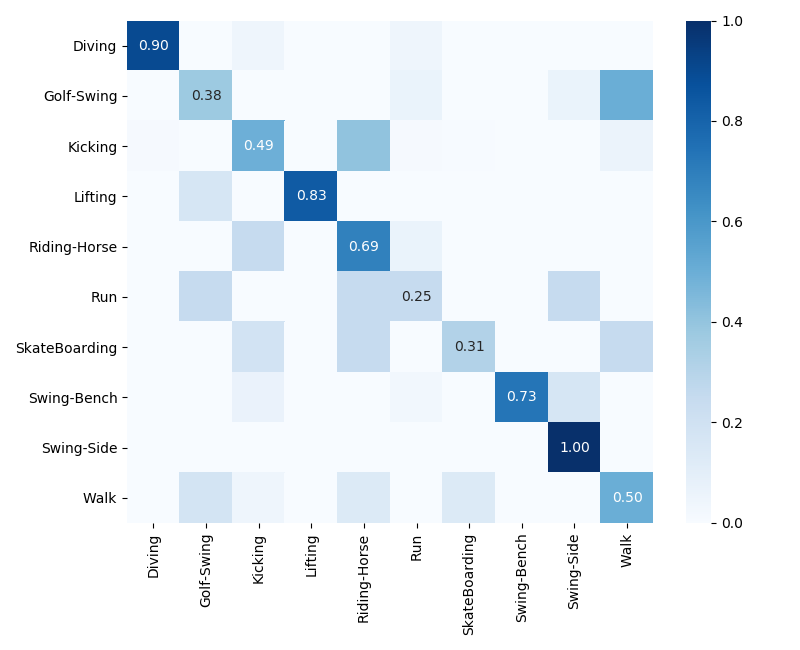 Diving 0.90
Golf-Swing 0.38
Kicking 0.49
Lifting 0.83
Riding-Horse 0.69
Run 0.25
SkateBoarding 0.31
Swing-Bench 0.73
Swing-Side 1.00
Walk 0.50
Diving Golf-Swing Kicking Lifting Riding-Horse Run SkateBoarding Swing-Bench Swing-Side Walk
1.0
0.8
0.6
0.4
0.2
0.0